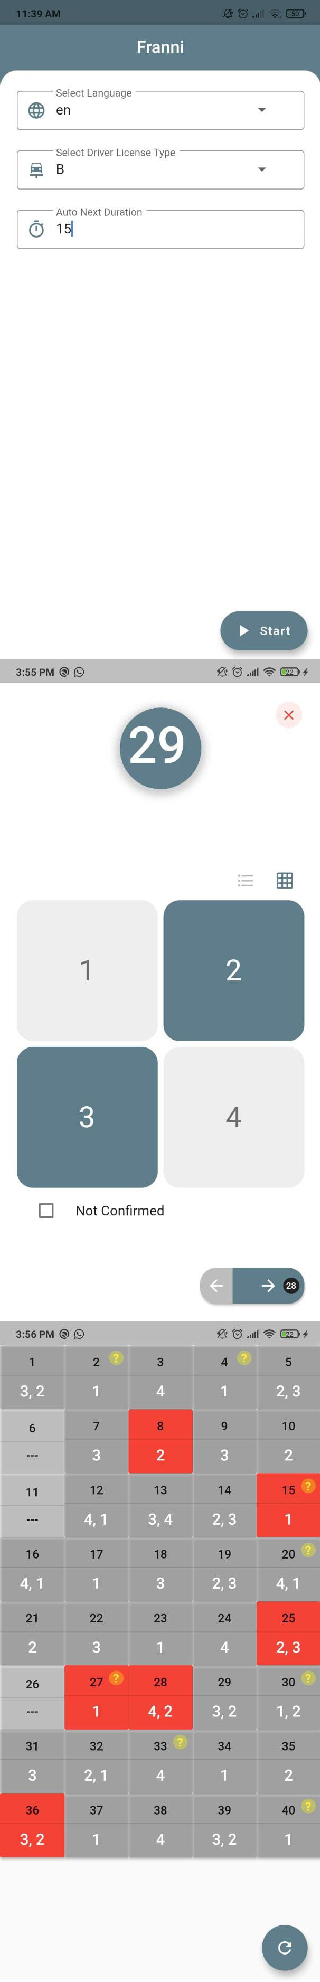 11:39 AM
50
Franni
Select Language
en
Select Driver License Type
B
Auto Next Duration
15
Start
3:55 PM
22
29
1
2
3
4
Not Confirmed
28
3:56 PM
22
1 2 ? 3 4 ? 5
3, 2 1 4 1 2, 3
6 7 8 9 10
--- 3 2 3 2
11 12 13 14 15 ?
--- 4, 1 3, 4 2, 3 1
16 17 18 19 20 ?
4, 1 1 3 2, 3 4, 1
21 22 23 24 25
2 3 1 4 2, 3
26 27 ? 28 29 30 ?
--- 1 4, 2 3, 2 1, 2
31 32 33 ? 34 35
3 2, 1 4 1 2
36 37 38 39 40 ?
3, 2 1 4 3, 2 1